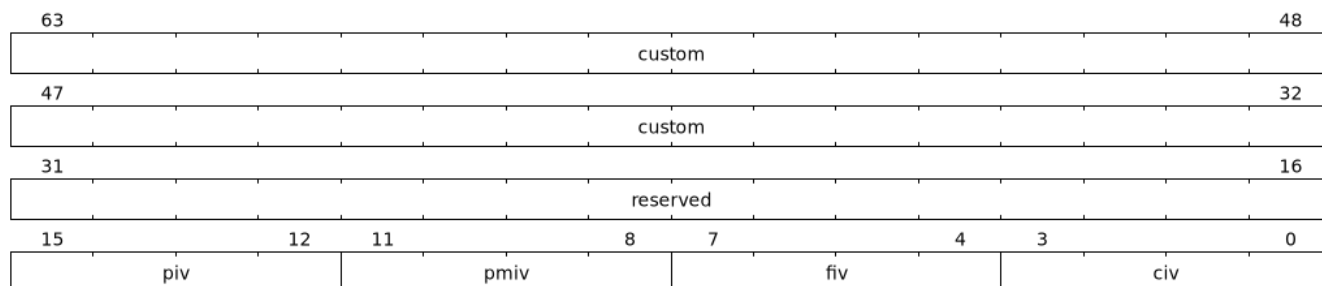 63 48
custom
47 32
custom
31 16
reserved
15 12 11 8 7 4 3 0
piv pmiv fiv civ